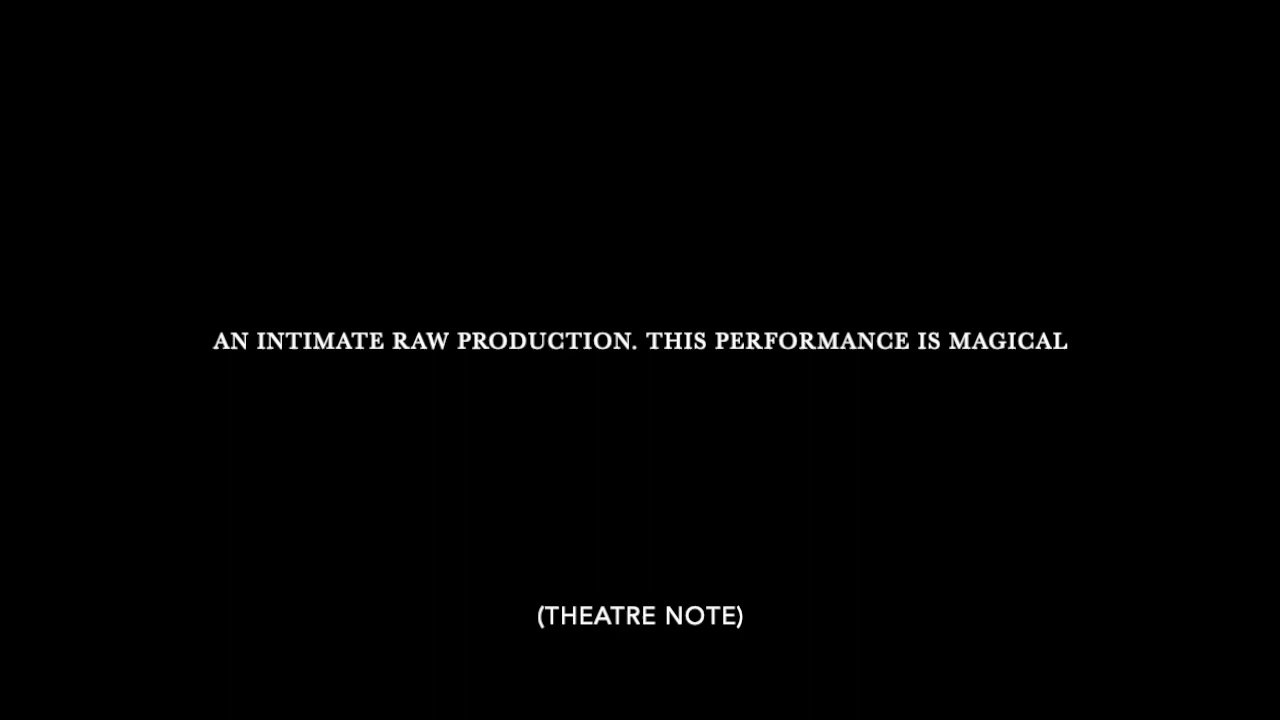 AN INTIMATE RAW PRODUCTION. THIS PERFORMANCE IS MAGICAL
(THEATRE NOTE)